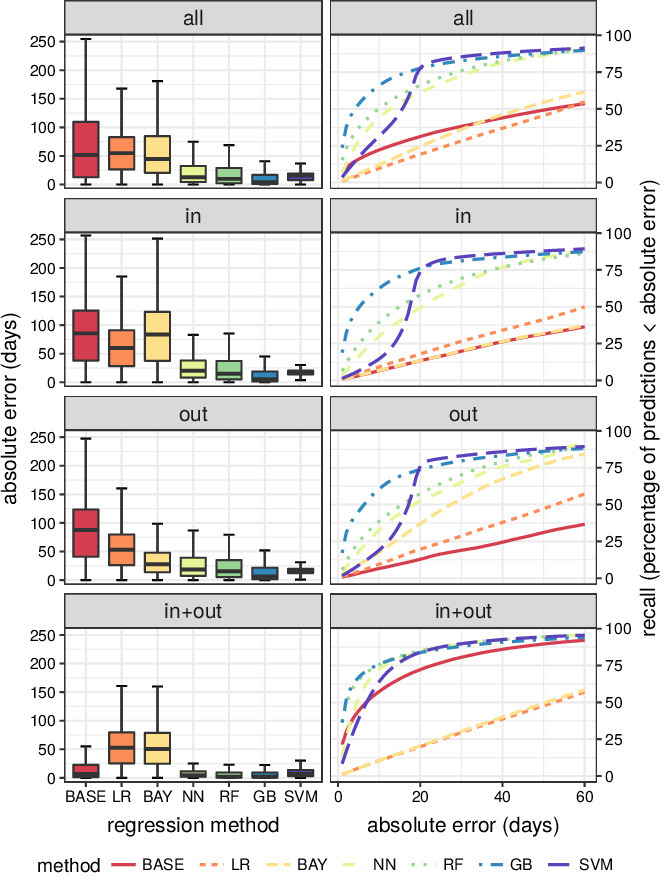 all
all
250
200
150
100
50
0
100
75
50
25
0
in
in
250
200
150
100
50
0
100
75
50
25
0
out
out
250
200
150
100
50
0
100
75
50
25
0
in+out
in+out
250
200
150
100
50
0
100
75
50
25
0
absolute error (days)
recall (percentage of predictions < absolute error)
BASE LR BAY NN RF GB SVM
0 20 40 60
regression method
absolute error (days)
method BASE LR BAY NN RF GB SVM